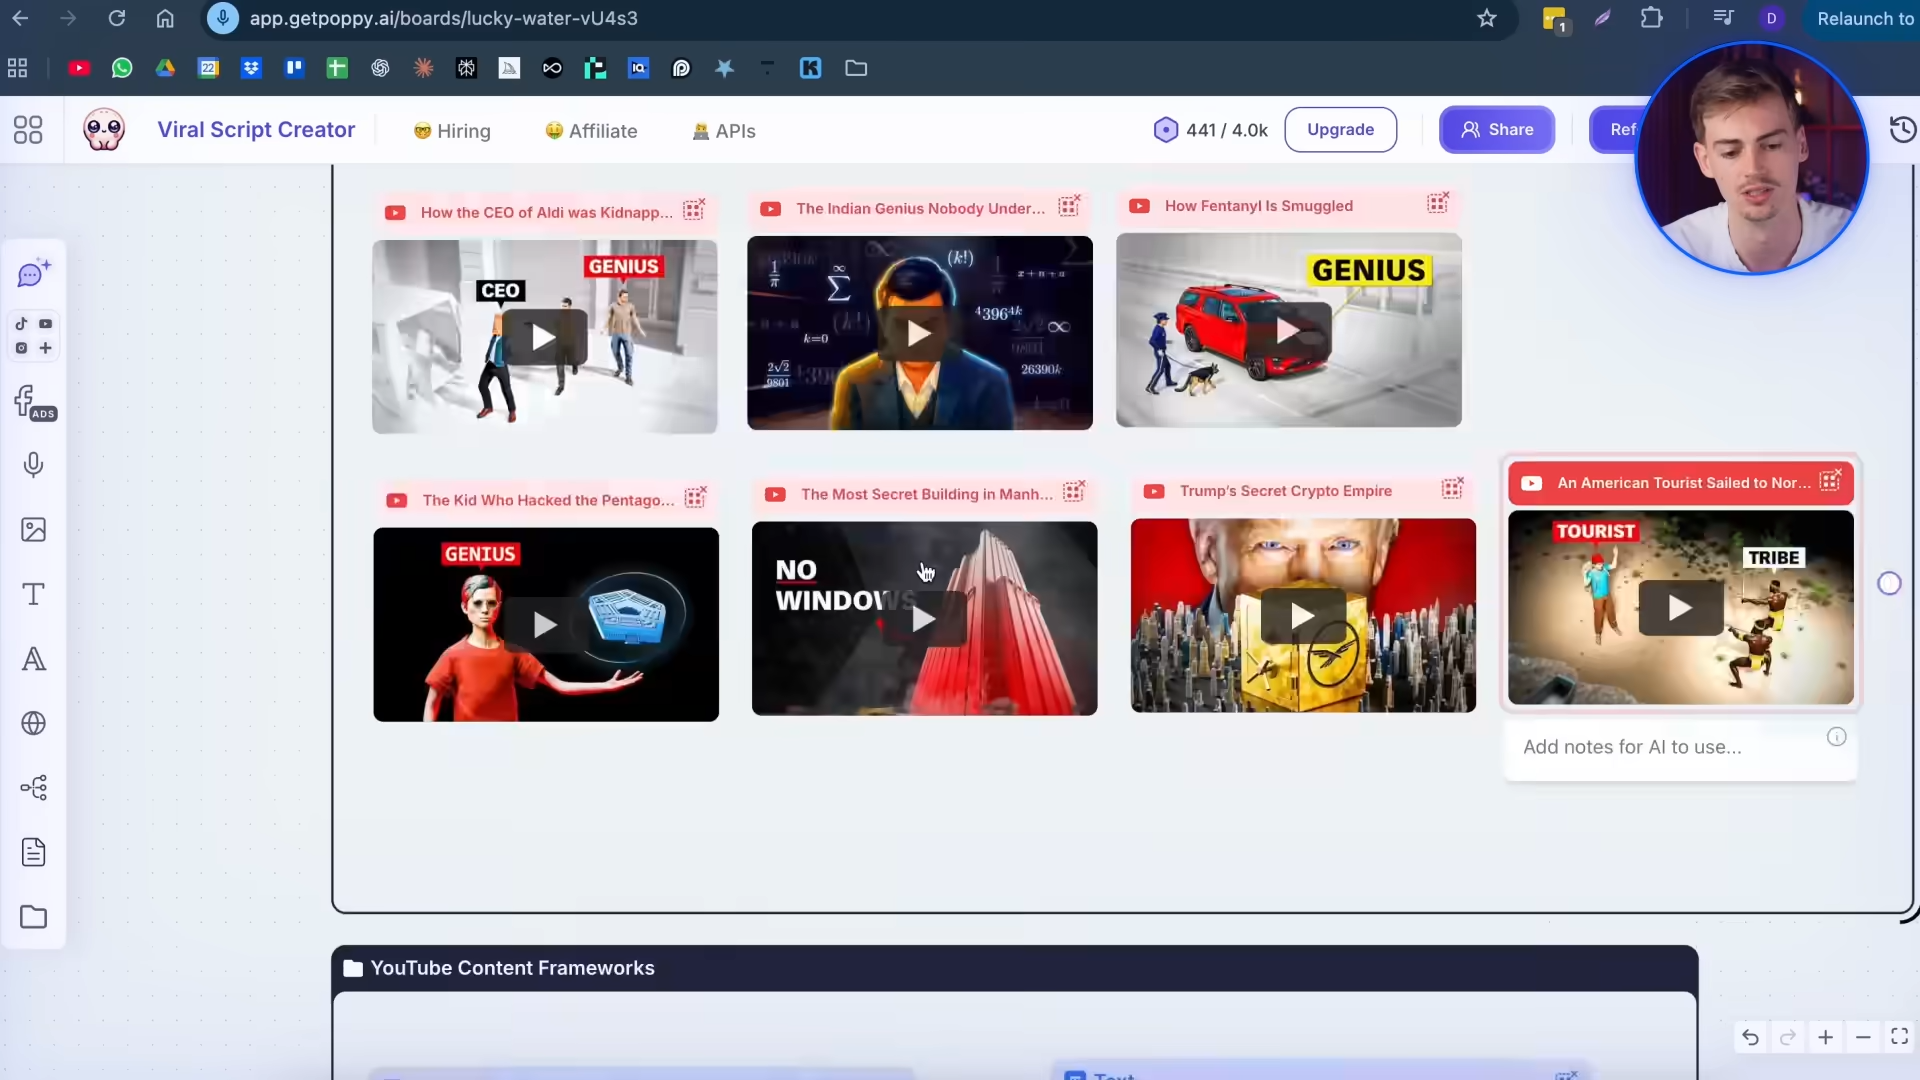 app.getpoppy.ai/boards/lucky-water-vU4s3
1
D
Relaunch to
22
IQ
Viral Script Creator
Hiring
Affiliate
APIs
441 / 4.0k
Upgrade
Share
Ref
How the CEO of Aldi was Kidnapp...
The Indian Genius Nobody Under...
How Fentanyl Is Smuggled
CEO
GENIUS
GENIUS
ADS
The Kid Who Hacked the Pentago...
The Most Secret Building in Manh...
Trump's Secret Crypto Empire
An American Tourist Sailed to Nor...
GENIUS
NO
WINDOWS
TOURIST
TRIBE
Add notes for AI to use...
YouTube Content Frameworks
Text